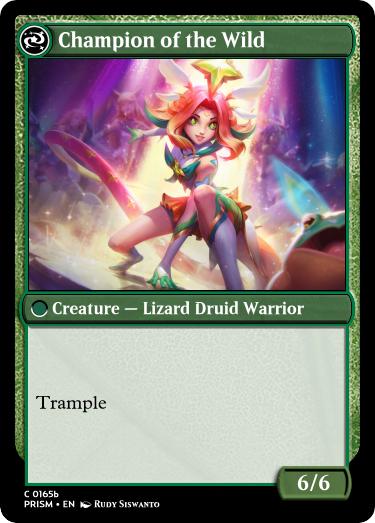 Champion of the Wild
Creature — Lizard Druid Warrior
Trample
6/6
C 0165b
PRISM • EN Rudy Siswanto